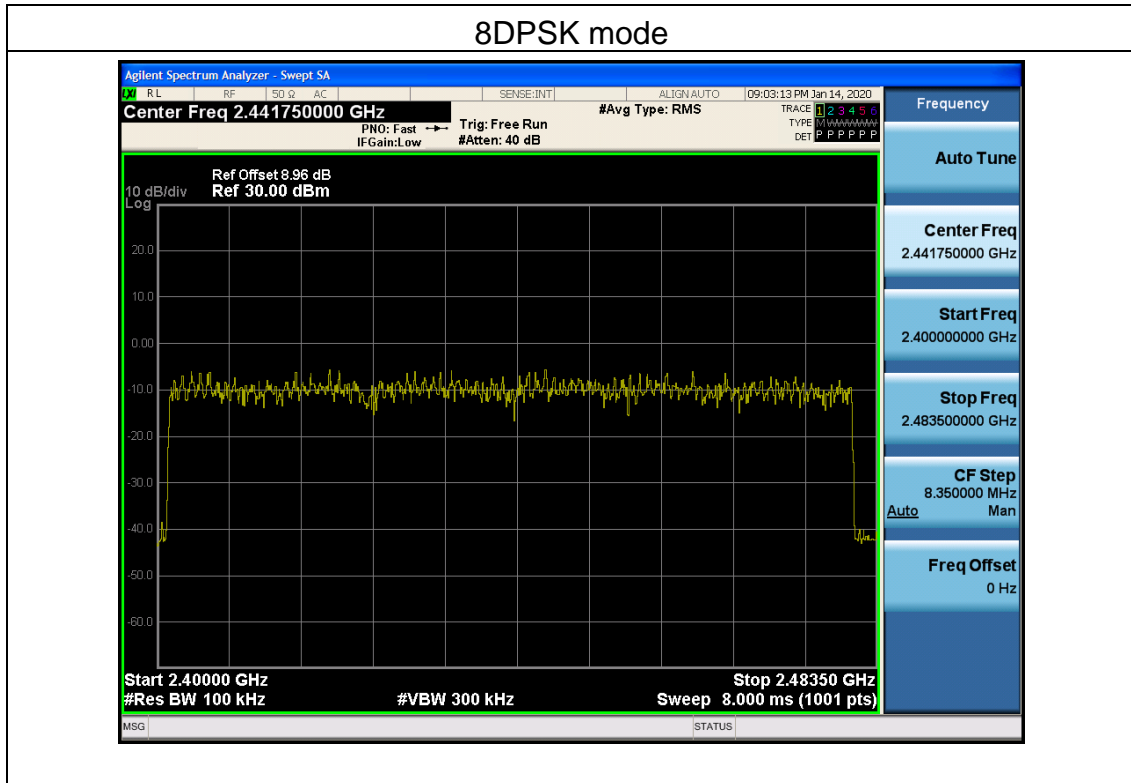 8DPSK mode
Agilent Spectrum Analyzer - Swept SA
LXI RL RF 50 Ω AC SENSE:INT ALIGN AUTO 09:03:13 PM Jan 14, 2020
Center Freq 2.441750000 GHz
PNO: Fast
IFGain:Low
Trig: Free Run
#Atten: 40 dB
#Avg Type: RMS
TRACE 1 2 3 4 5 6
TYPE M
DET P P P P P P
Ref Offset 8.96 dB
10 dB/div Ref 30.00 dBm
Log
20.0
10.0
0.00
-10.0
-20.0
-30.0
-40.0
-50.0
-60.0
Start 2.40000 GHz Stop 2.48350 GHz
#Res BW 100 kHz #VBW 300 kHz Sweep 8.000 ms (1001 pts)
MSG STATUS
Frequency
Auto Tune
Center Freq
2.441750000 GHz
Start Freq
2.400000000 GHz
Stop Freq
2.483500000 GHz
CF Step
8.350000 MHz
Auto Man
Freq Offset
0 Hz